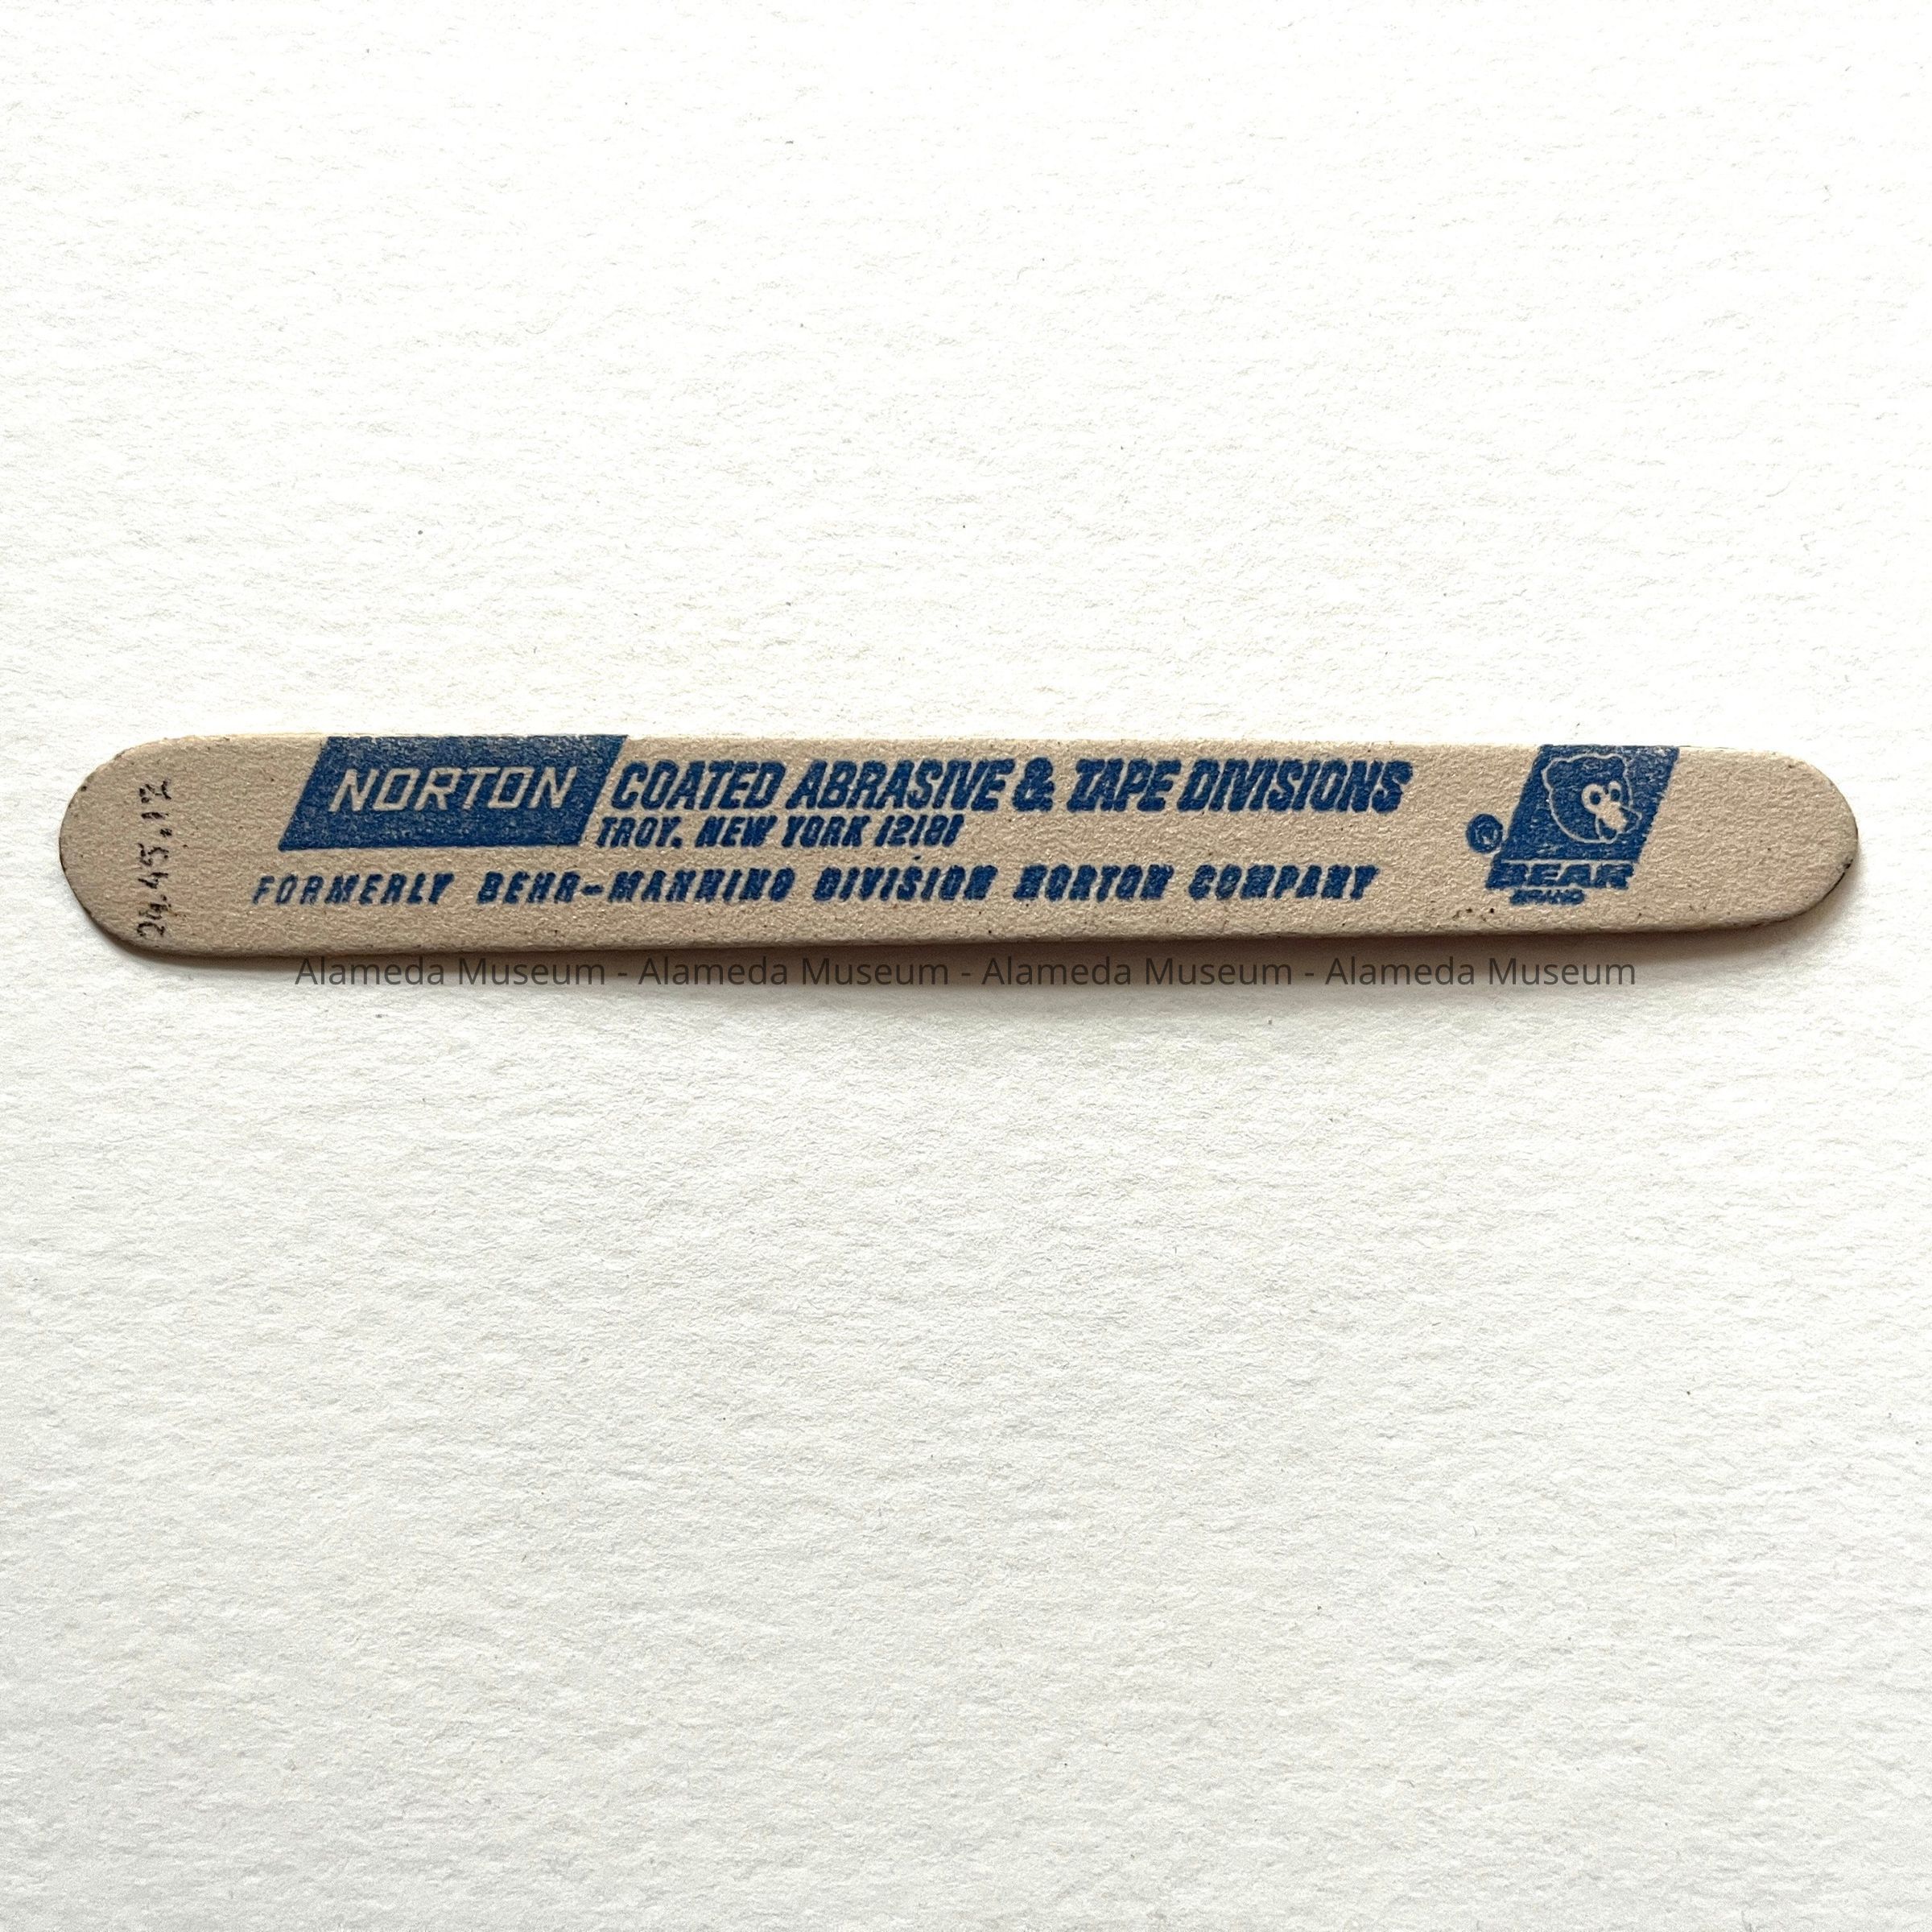 24.45.12
NORTON COATED ABRASIVE & TAPE DIVISIONS
TROY, NEW YORK 12181
FORMERLY BEHR-MANNING DIVISION NORTON COMPANY
®
BEAR
BRAND
Alameda Museum - Alameda Museum - Alameda Museum - Alameda Museum